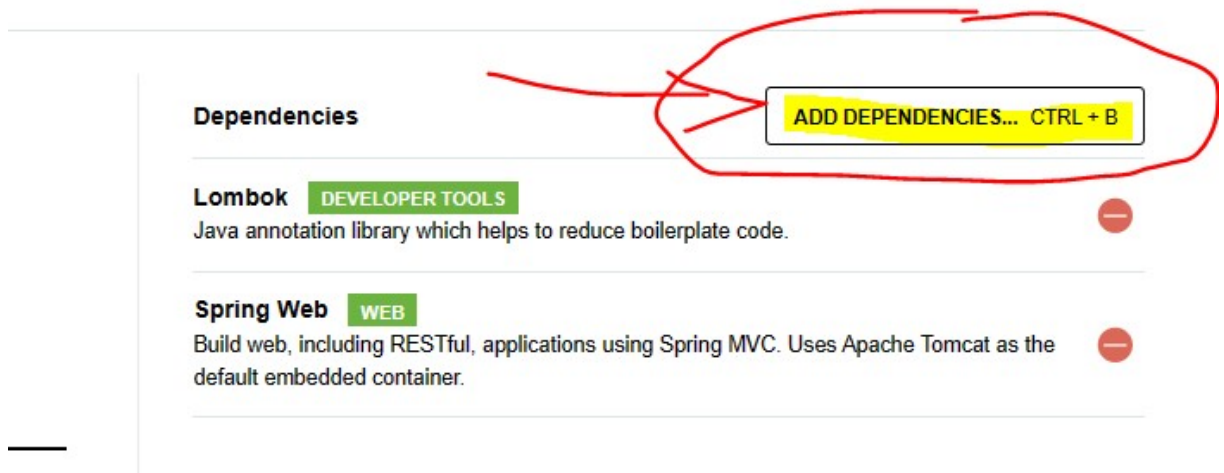 Dependencies
ADD DEPENDENCIES... CTRL + B
Lombok DEVELOPER TOOLS
Java annotation library which helps to reduce boilerplate code.
Spring Web WEB
Build web, including RESTful, applications using Spring MVC. Uses Apache Tomcat as the
default embedded container.